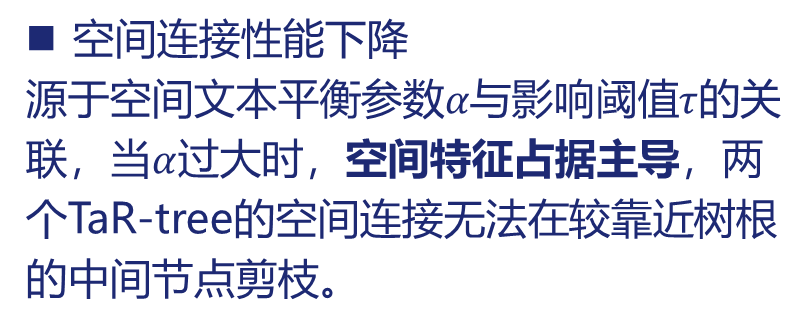 ■ 空间连接性能下降
源于空间文本平衡参数α与影响阈值τ的关
联，当α过大时，空间特征占据主导，两
个TaR-tree的空间连接无法在较靠近树根
的中间节点剪枝。